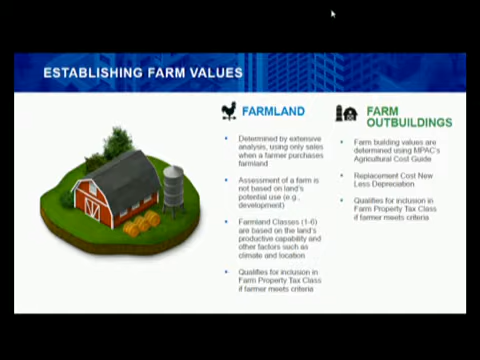 ESTABLISHING FARM VALUES
FARMLAND
Determined by extensive
analysis, using only sales
when a farmer purchases
farmland
Assessment of a farm is
not based on land's
potential use (e.g.,
development)
Farmland Classes (1-6)
are based on the land's
productive capability and
other factors such as
climate and location
Qualifies for inclusion in
Farm Property Tax Class
if farmer meets criteria
FARM
OUTBUILDINGS
Farm building values are
determined using MPAC's
Agricultural Cost Guide
Replacement Cost New
Less Depreciation
Qualifies for inclusion in
Farm Property Tax Class
if farmer meets criteria